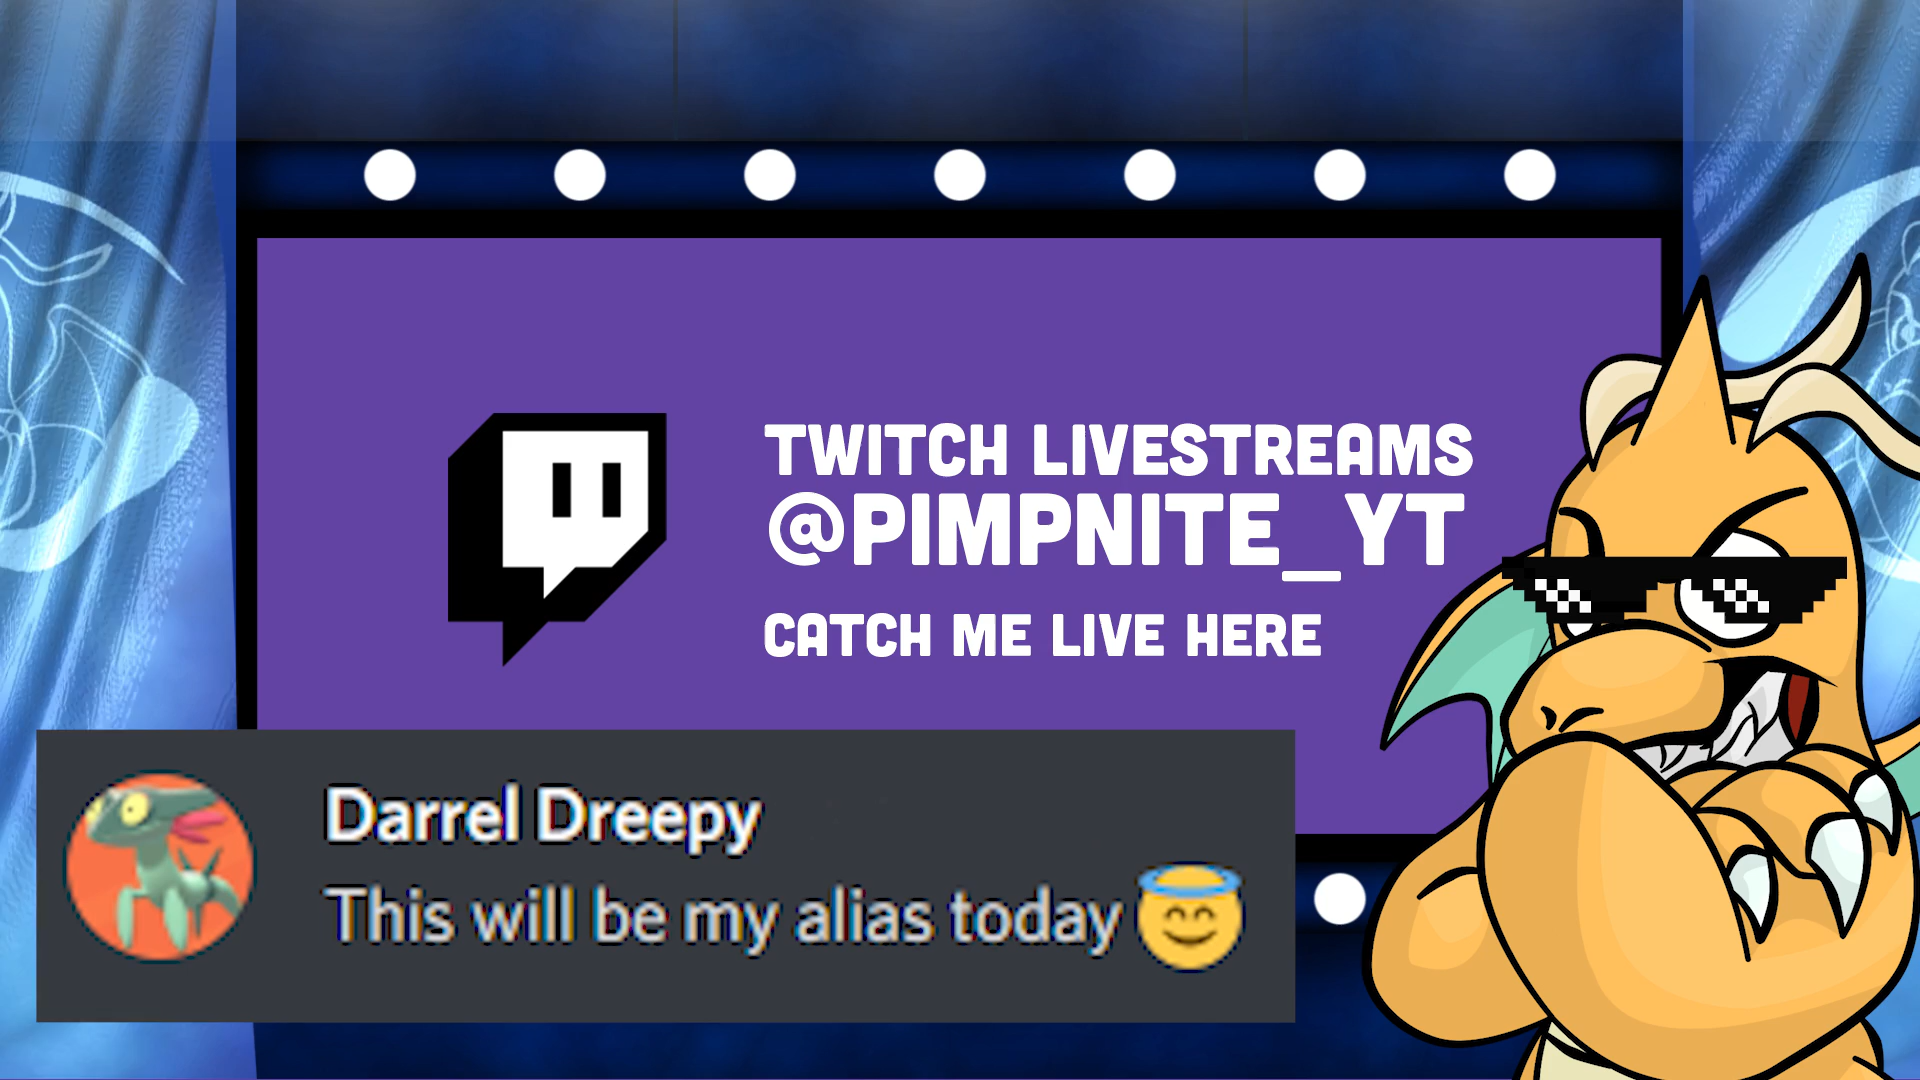 TWITCH LIVESTREAMS
@PIMPNITE_YT
CATCH ME LIVE HERE
Darrel Dreepy
This will be my alias today 😇